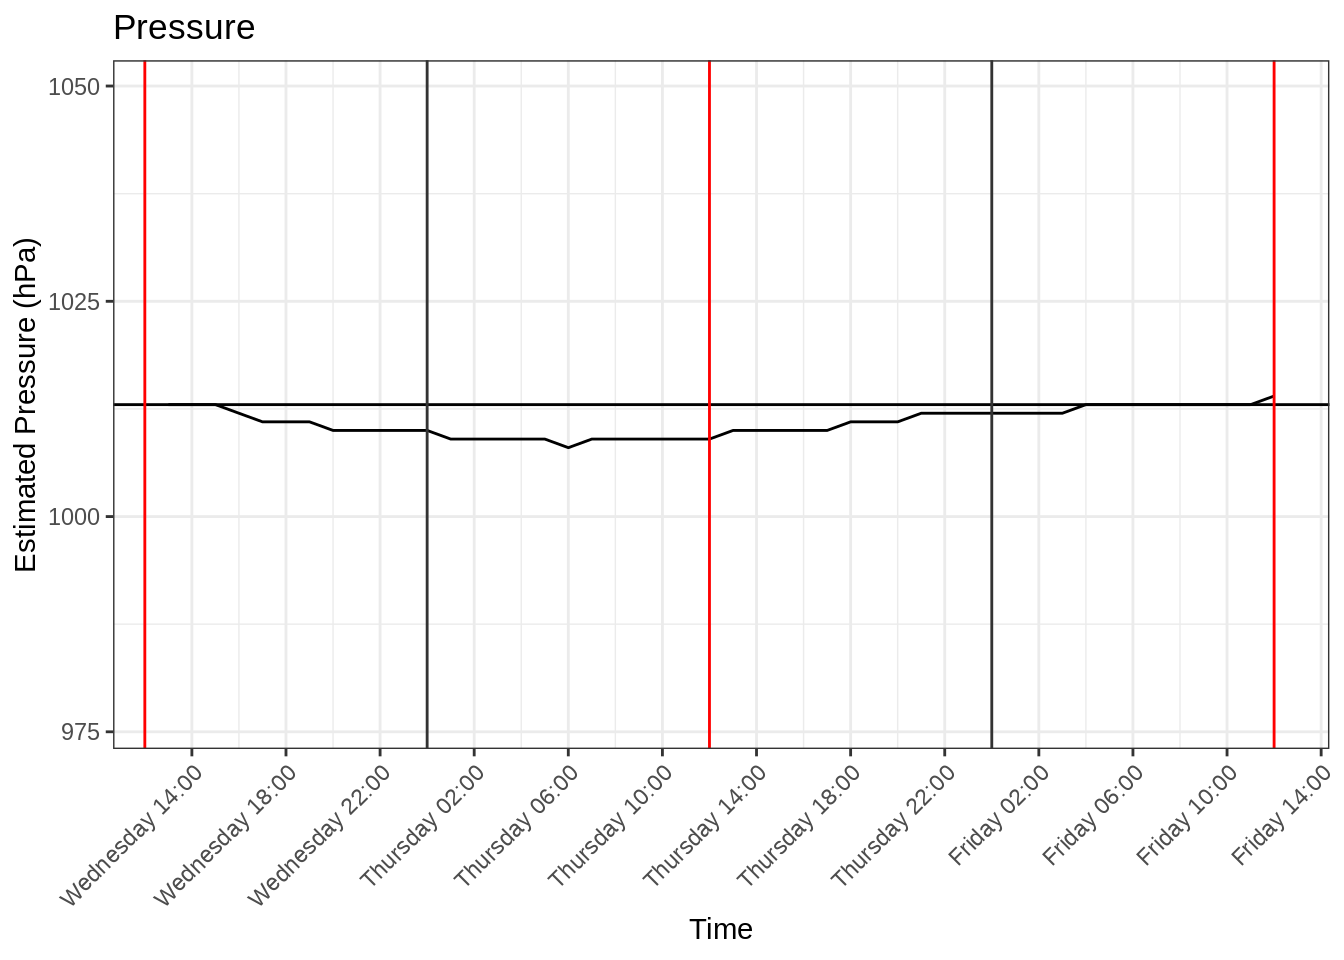 Pressure
Estimated Pressure (hPa)
1050
1025
1000
975
Wednesday 14:00
Wednesday 18:00
Wednesday 22:00
Thursday 02:00
Thursday 06:00
Thursday 10:00
Thursday 14:00
Thursday 18:00
Thursday 22:00
Friday 02:00
Friday 06:00
Friday 10:00
Friday 14:00
Time